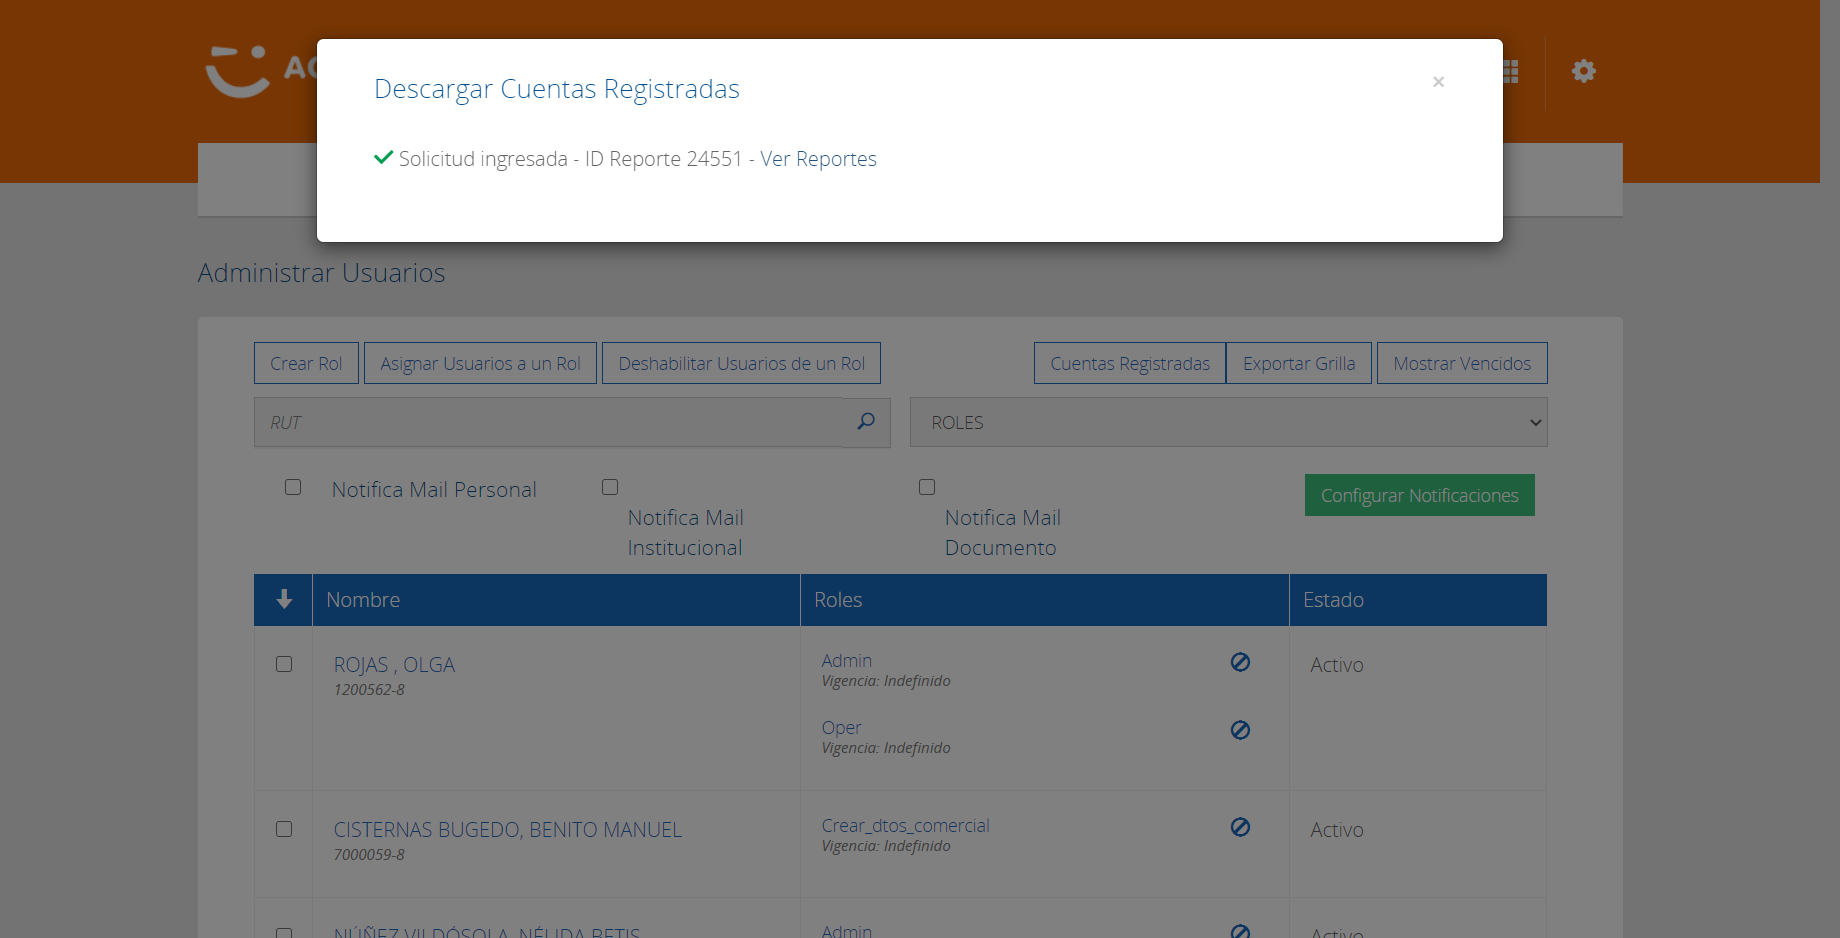 Descargar Cuentas Registradas
×
Solicitud ingresada - ID Reporte 24551 - Ver Reportes
Administrar Usuarios
Crear Rol
Asignar Usuarios a un Rol
Deshabilitar Usuarios de un Rol
Cuentas Registradas
Exportar Grilla
Mostrar Vencidos
RUT
ROLES
Notifica Mail Personal
Notifica Mail
Institucional
Notifica Mail
Documento
Configurar Notificaciones
Nombre
Roles
Estado
ROJAS , OLGA
1200562-8
Admin
Vigencia: Indefinido
Oper
Vigencia: Indefinido
Activo
CISTERNAS BUGEDO, BENITO MANUEL
7000059-8
Crear_dtos_comercial
Vigencia: Indefinido
Activo
NÚÑEZ VILDÓSOLA, NÉLIDA BETIS
Admin
Activo